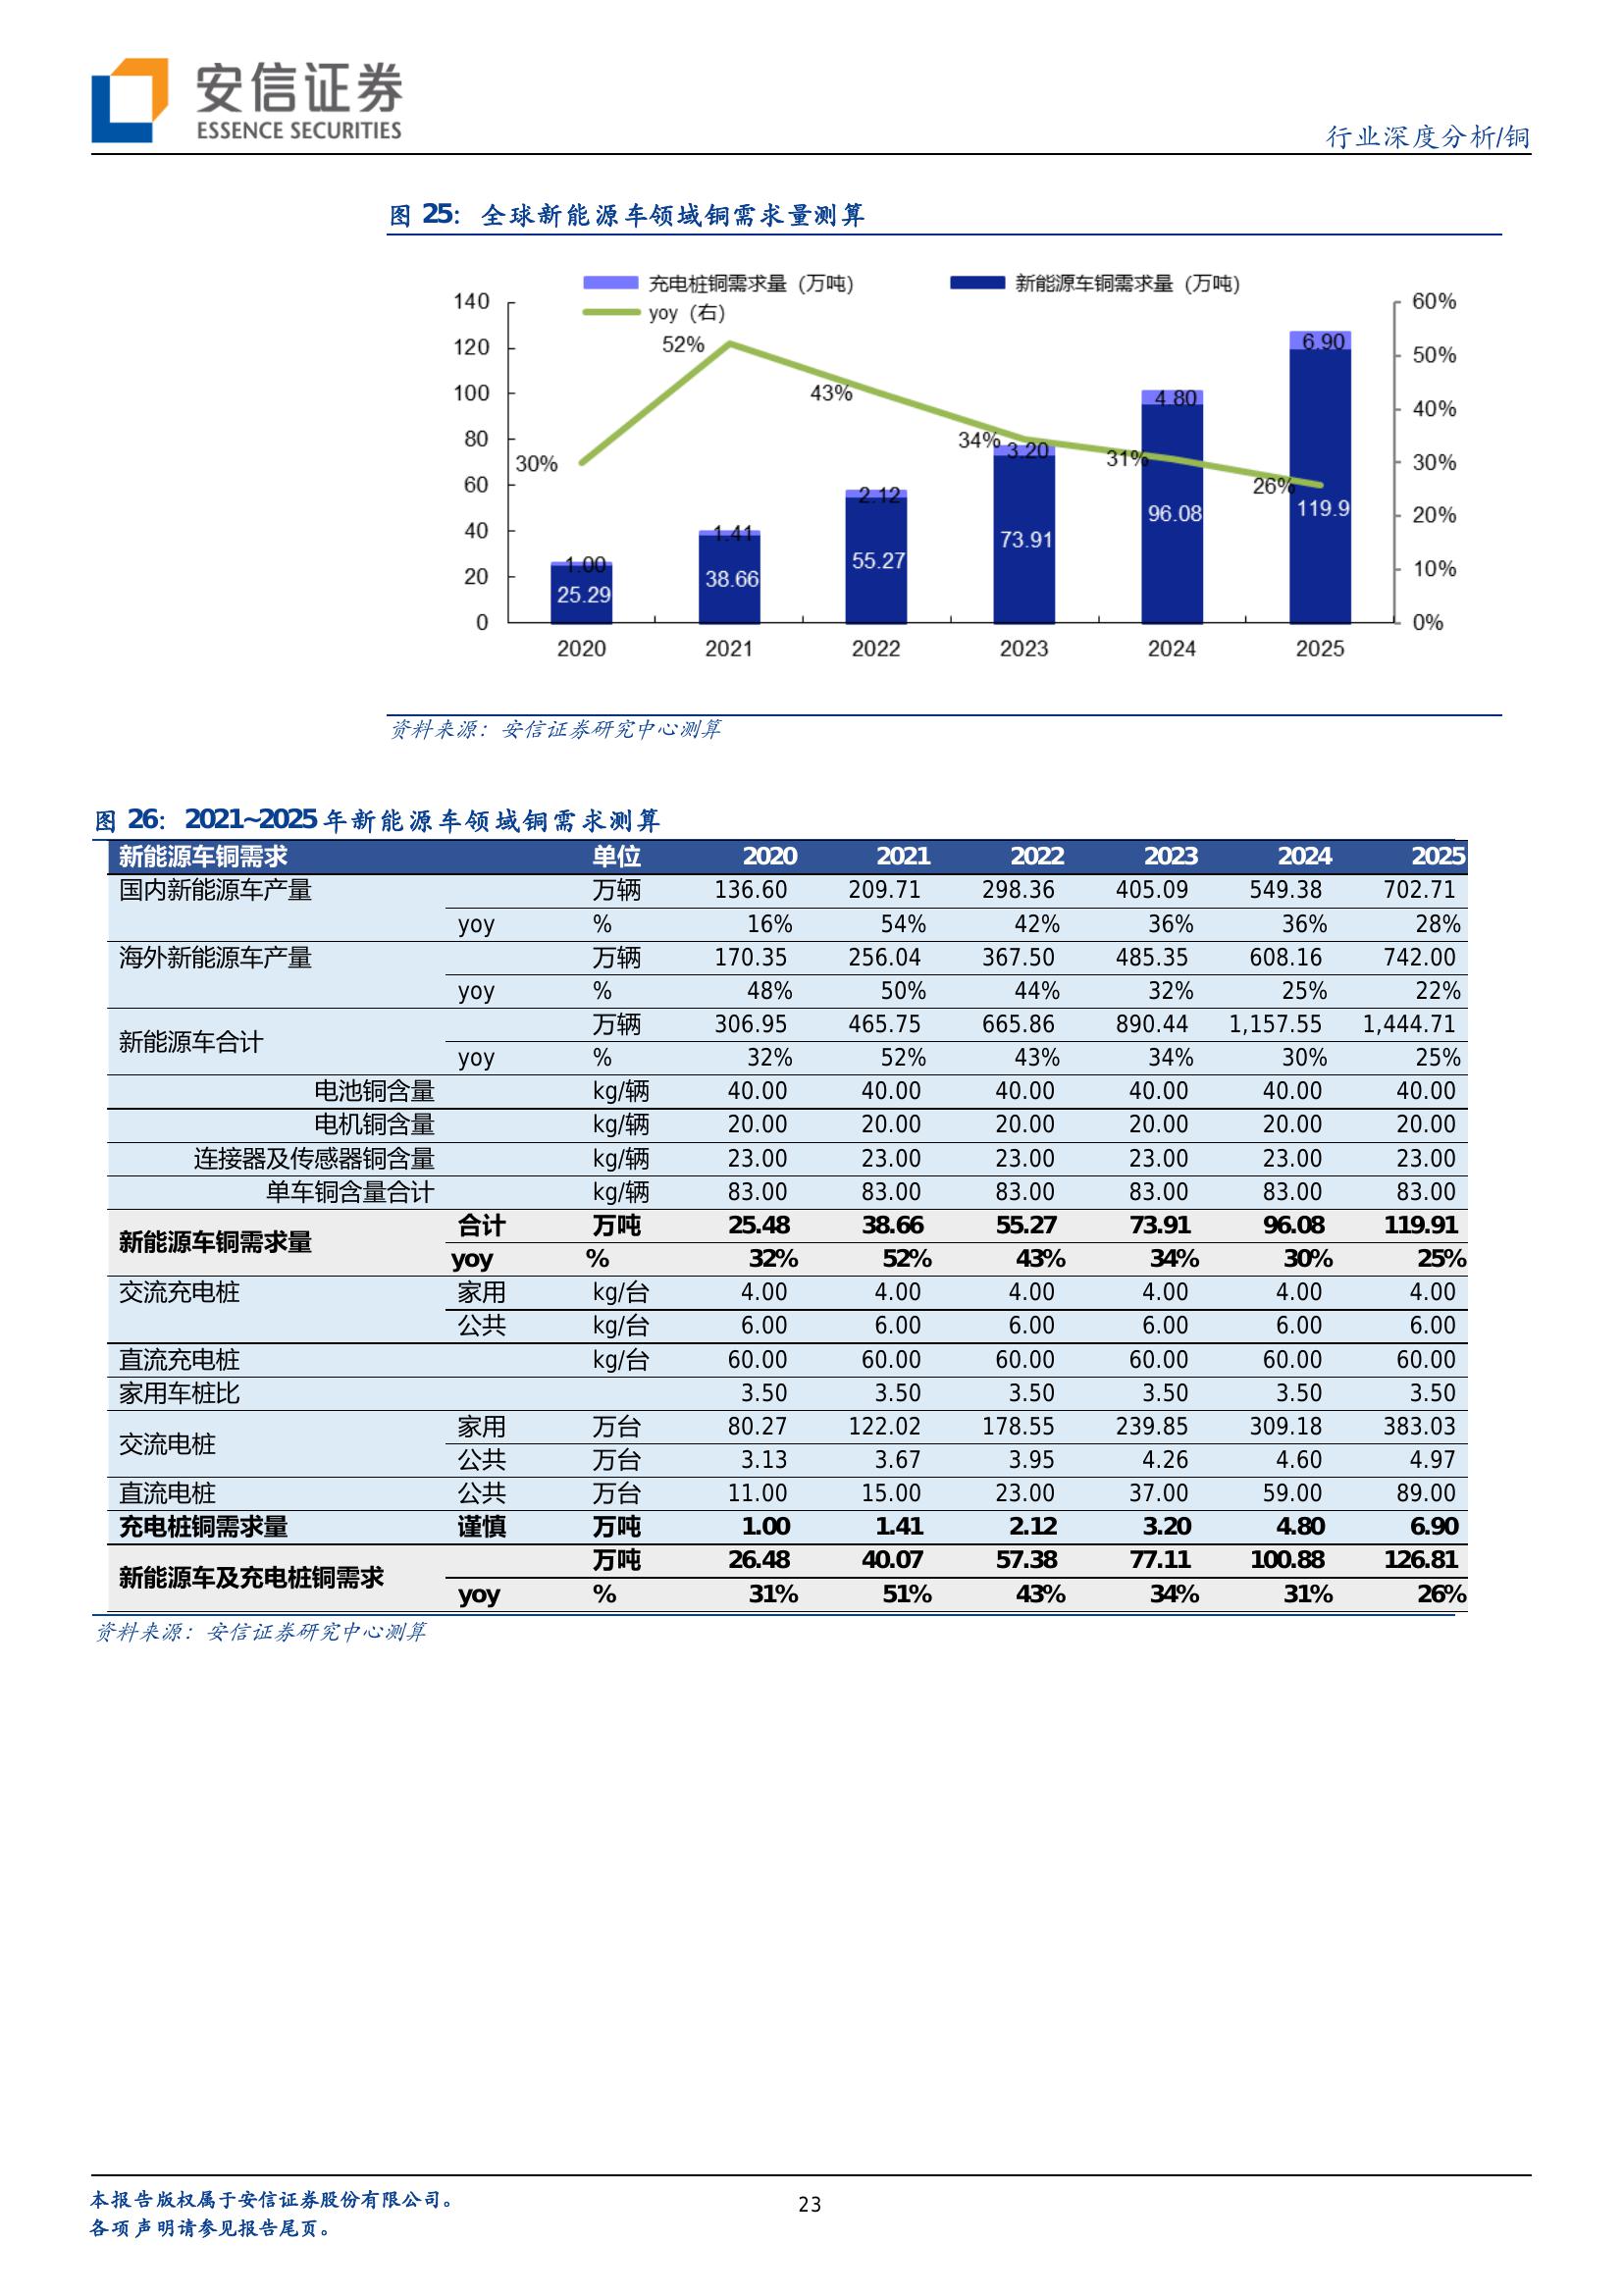 安信证券
ESSENCE SECURITIES
行业深度分析/铜
图 25：全球新能源车领域铜需求量测算
充电桩铜需求量（万吨） 新能源车铜需求量（万吨）
yoy（右）
140 120 100 80 60 40 20 0
60% 50% 40% 30% 20% 10% 0%
30% 52% 43% 34% 31% 26%
1.00 1.41 2.12 3.20 4.80 6.90
25.29 38.66 55.27 73.91 96.08 119.9
2020 2021 2022 2023 2024 2025
资料来源：安信证券研究中心测算
图 26：2021~2025 年新能源车领域铜需求测算
新能源车铜需求 单位 2020 2021 2022 2023 2024 2025
国内新能源车产量 万辆 136.60 209.71 298.36 405.09 549.38 702.71
yoy % 16% 54% 42% 36% 36% 28%
海外新能源车产量 万辆 170.35 256.04 367.50 485.35 608.16 742.00
yoy % 48% 50% 44% 32% 25% 22%
新能源车合计 万辆 306.95 465.75 665.86 890.44 1,157.55 1,444.71
yoy % 32% 52% 43% 34% 30% 25%
电池铜含量 kg/辆 40.00 40.00 40.00 40.00 40.00 40.00
电机铜含量 kg/辆 20.00 20.00 20.00 20.00 20.00 20.00
连接器及传感器铜含量 kg/辆 23.00 23.00 23.00 23.00 23.00 23.00
单车铜含量合计 kg/辆 83.00 83.00 83.00 83.00 83.00 83.00
新能源车铜需求量 合计 万吨 25.48 38.66 55.27 73.91 96.08 119.91
yoy % 32% 52% 43% 34% 30% 25%
交流充电桩 家用 kg/台 4.00 4.00 4.00 4.00 4.00 4.00
公共 kg/台 6.00 6.00 6.00 6.00 6.00 6.00
直流充电桩 kg/台 60.00 60.00 60.00 60.00 60.00 60.00
家用车桩比 3.50 3.50 3.50 3.50 3.50 3.50
交流电桩 家用 万台 80.27 122.02 178.55 239.85 309.18 383.03
公共 万台 3.13 3.67 3.95 4.26 4.60 4.97
直流电桩 公共 万台 11.00 15.00 23.00 37.00 59.00 89.00
充电桩铜需求量 谨慎 万吨 1.00 1.41 2.12 3.20 4.80 6.90
新能源车及充电桩铜需求 万吨 26.48 40.07 57.38 77.11 100.88 126.81
yoy % 31% 51% 43% 34% 31% 26%
资料来源：安信证券研究中心测算
本报告版权属于安信证券股份有限公司。
各项声明请参见报告尾页。
23